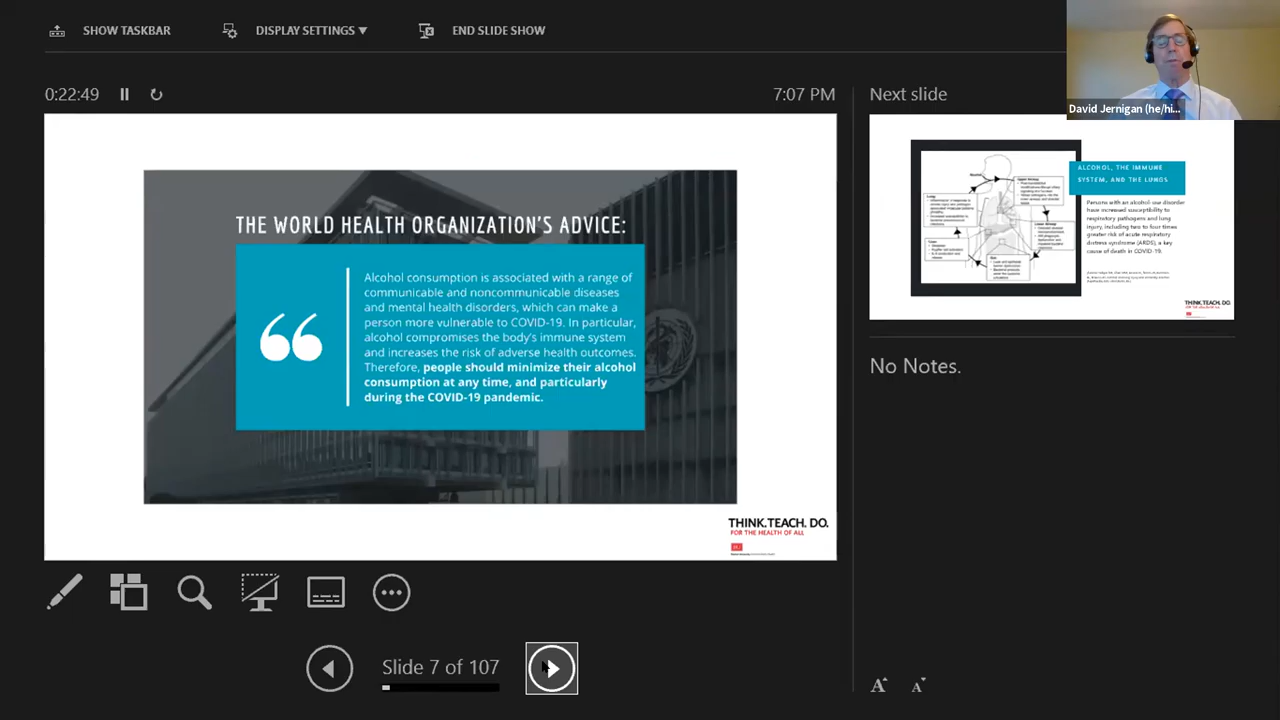 SHOW TASKBAR
DISPLAY SETTINGS ▼
END SLIDE SHOW
0:22:49
7:07 PM
Next slide
David Jernigan (he/hi...
THE WORLD HEALTH ORGANIZATION'S ADVICE:
Alcohol consumption is associated with a range of
communicable and noncommunicable diseases
and mental health disorders, which can make a
person more vulnerable to COVID-19. In particular,
alcohol compromises the body's immune system
and increases the risk of adverse health outcomes.
Therefore, people should minimize their alcohol
consumption at any time, and particularly
during the COVID-19 pandemic.
THINK.TEACH. DO.
FOR THE HEALTH OF ALL
ALCOHOL, THE IMMUNE
SYSTEM, AND THE LUNGS
Persons with an alcohol use disorder
have increased susceptibility to
respiratory pathogens and lung
injury, including two to four times
greater risk of acute respiratory
distress syndrome (ARDS), a key
cause of death in COVID-19.
THINK.TEACH. DO.
FOR THE HEALTH OF ALL
No Notes.
Slide 7 of 107
A A